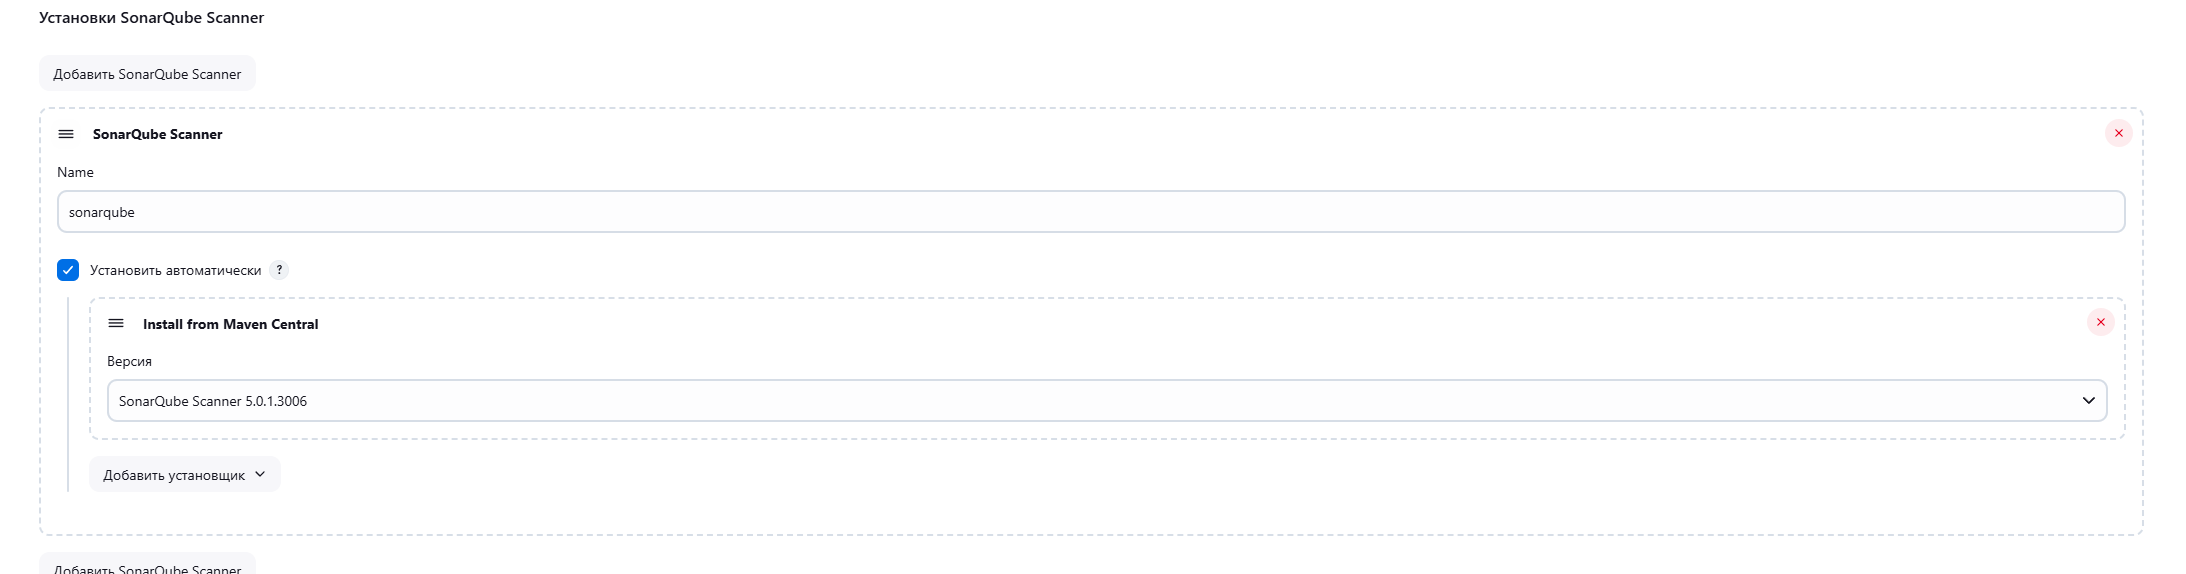 Установки SonarQube Scanner
Добавить SonarQube Scanner
SonarQube Scanner
Name
sonarqube
Установить автоматически ?
Install from Maven Central
Версия
SonarQube Scanner 5.0.1.3006
Добавить установщик
Добавить SonarQube Scanner